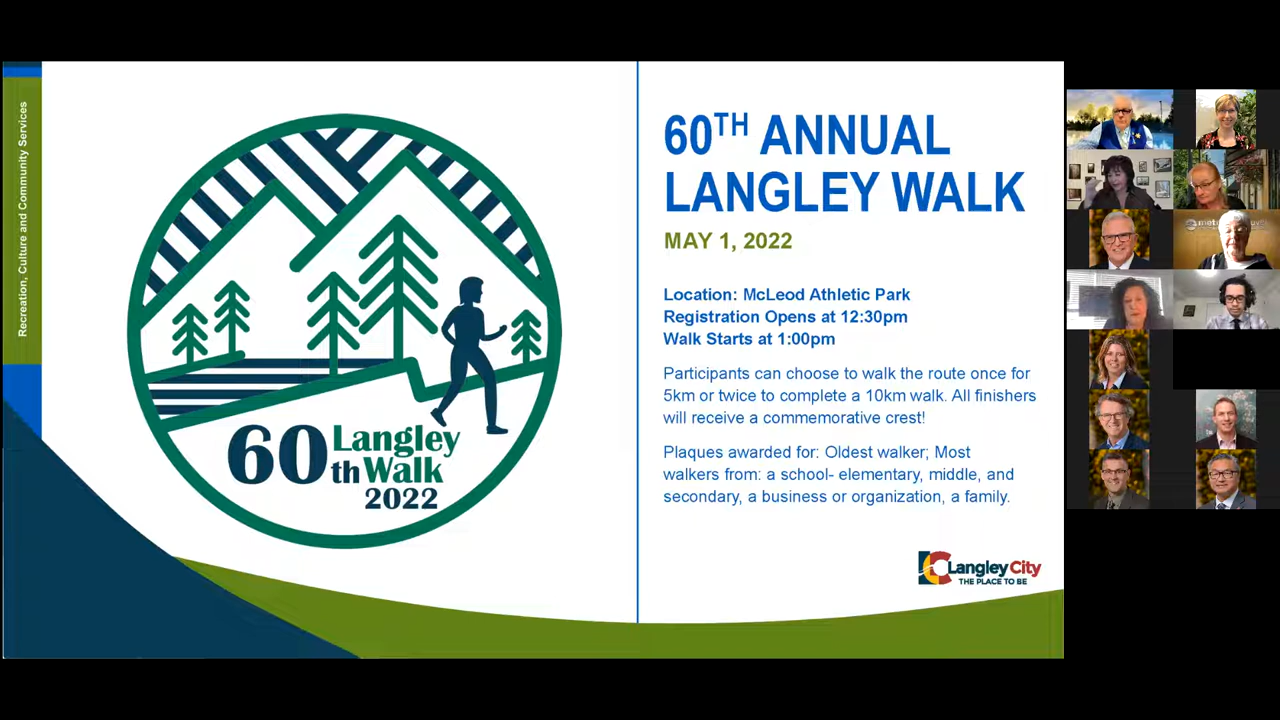 Recreation, Culture and Community Services
60
th
Langley
Walk
2022
60TH ANNUAL
LANGLEY WALK
MAY 1, 2022
Location: McLeod Athletic Park
Registration Opens at 12:30pm
Walk Starts at 1:00pm
Participants can choose to walk the route once for
5km or twice to complete a 10km walk. All finishers
will receive a commemorative crest!
Plaques awarded for: Oldest walker; Most
walkers from: a school- elementary, middle, and
secondary, a business or organization, a family.
Langley City
THE PLACE TO BE